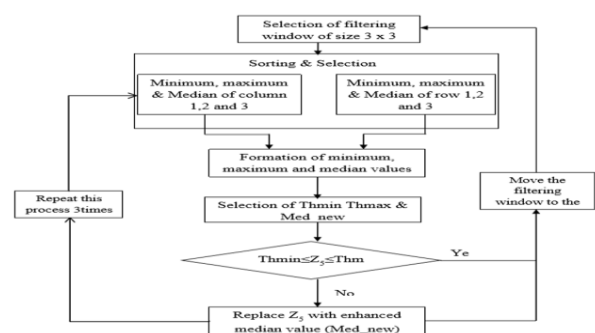 Selection of filtering
window of size 3 x 3
Sorting & Selection
Minimum, maximum
& Median of column
1,2 and 3
Minimum, maximum
& Median of row 1,2
and 3
Formation of minimum,
maximum and median values
Repeat this
process 3times
Move the
filtering
window to the
Selection of Thmin Thmax &
Med_new
Thmin≤Z5≤Thm
Ye
No
Replace Z5 with enhanced
median value (Med_new)